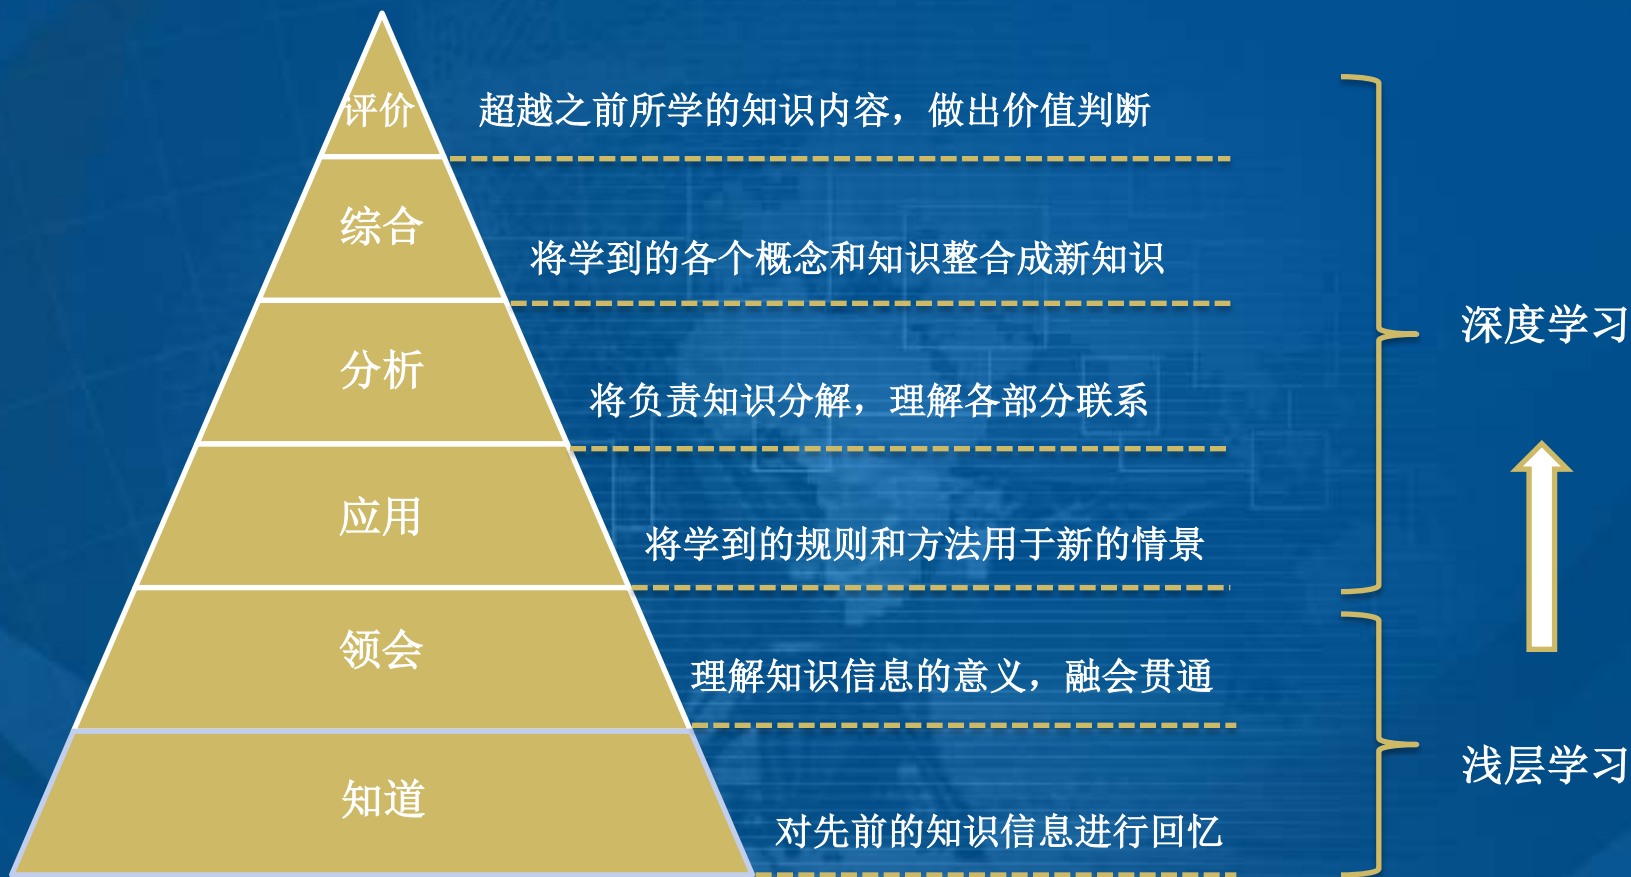 评价
超越之前所学的知识内容，做出价值判断
综合
将学到的各个概念和知识整合成新知识
深度学习
分析
将负责知识分解，理解各部分联系
应用
将学到的规则和方法用于新的情景
领会
理解知识信息的意义，融会贯通
浅层学习
知道
对先前的知识信息进行回忆